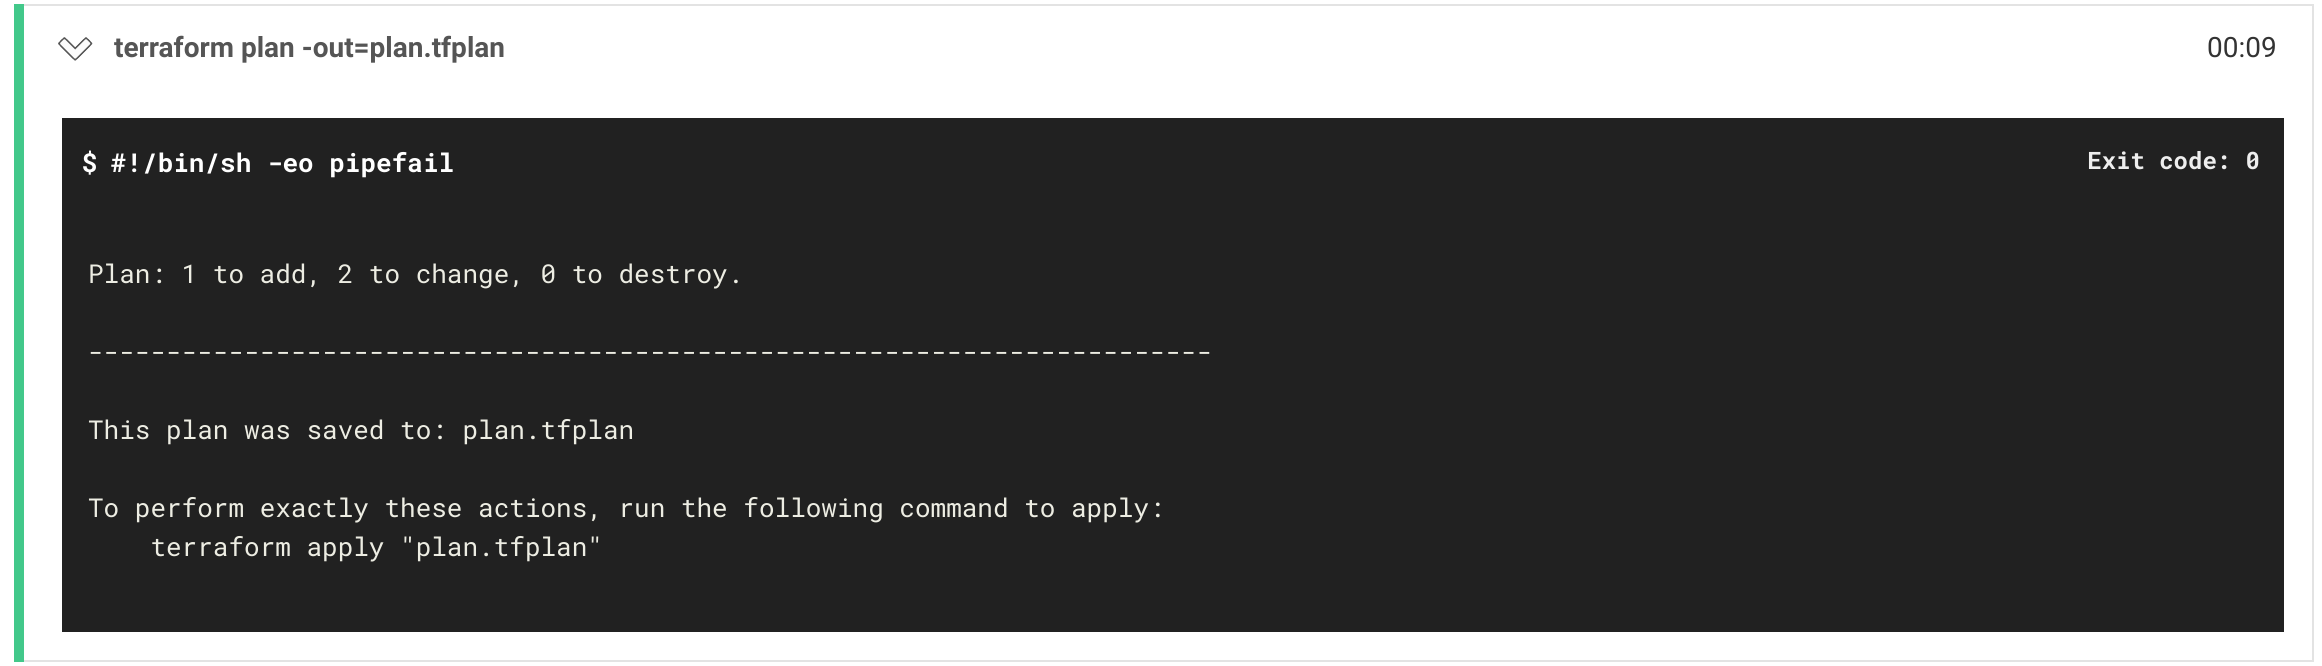 terraform plan -out=plan.tfplan 00:09
$ #!/bin/sh -eo pipefail Exit code: 0
Plan: 1 to add, 2 to change, 0 to destroy.
------------------------------------------------------------------------
This plan was saved to: plan.tfplan
To perform exactly these actions, run the following command to apply:
    terraform apply "plan.tfplan"